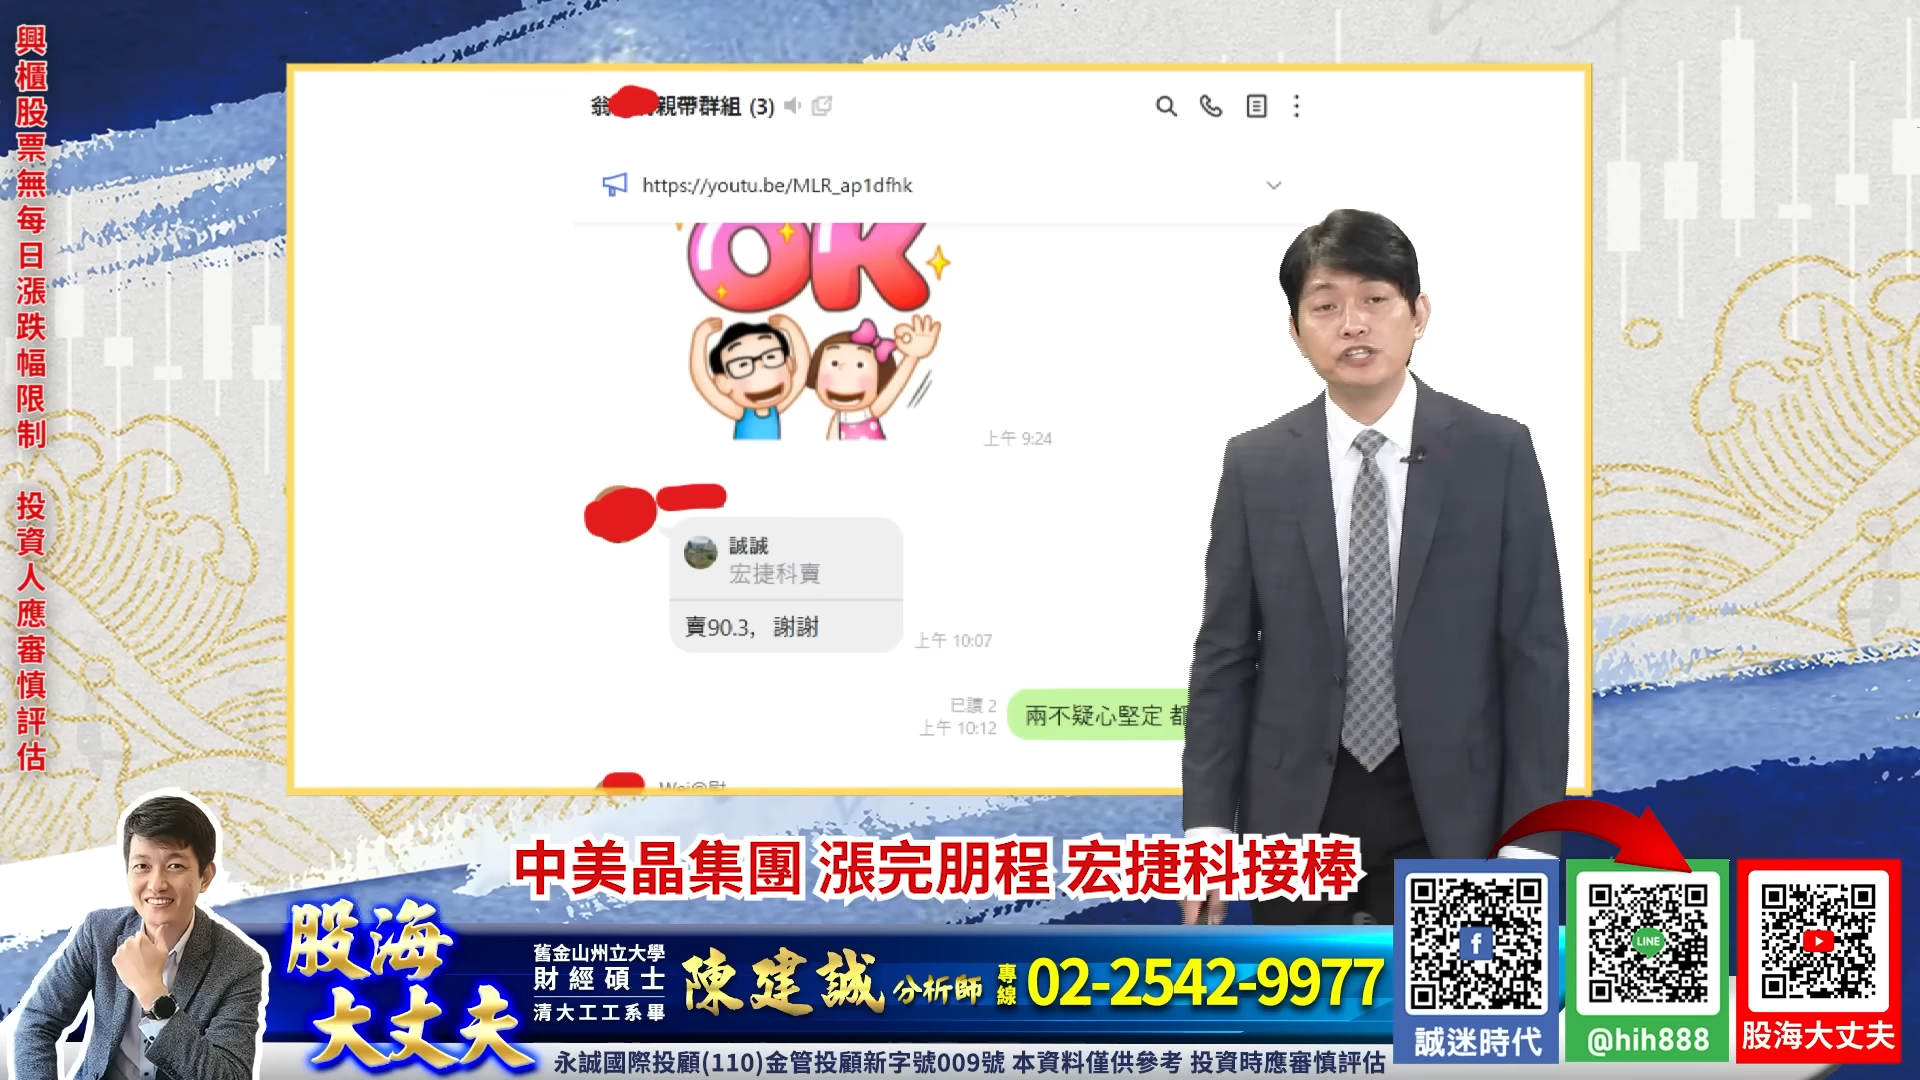 興櫃股票無每日漲跌幅限制 投資人應審慎評估
翁 親帶群組 (3)
https://youtu.be/MLR_ap1dfhk
OK
上午 9:24
誠誠
宏捷科賣
賣90.3，謝謝
上午 10:07
已讀 2
上午 10:12
兩不疑心堅定 都
中美晶集團 漲完朋程 宏捷科接棒
股海
大丈夫
舊金山州立大學
財經碩士
清大工工系畢
陳建誠 分析師
專線 02-2542-9977
永誠國際投顧(110)金管投顧新字號009號 本資料僅供參考 投資時應審慎評估
f
誠迷時代
LINE
@hih888
股海大丈夫